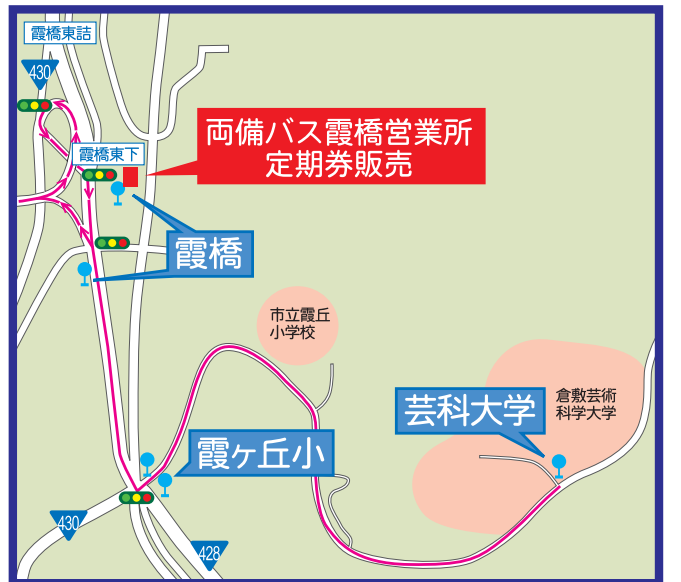 霞橋東詰
430
両備バス霞橋営業所
定期券販売
霞橋東下
霞橋
市立霞丘
小学校
芸科大学
倉敷芸術
科学大学
霞ヶ丘小
430
428